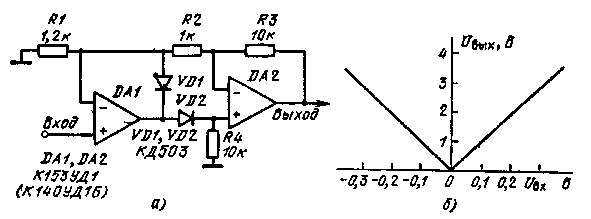 R1
1,2к
R2
1к
R3
10к
DA1
DA2
VD1
VD2
Вход
Выход
VD1, VD2
КД503
R4
10к
DA1, DA2
К153УД1
(К140УД1Б)
а)
Uвых, В
4
3
2
1
-0,3 -0,2 -0,1 0 0,1 0,2 Uвх В
б)